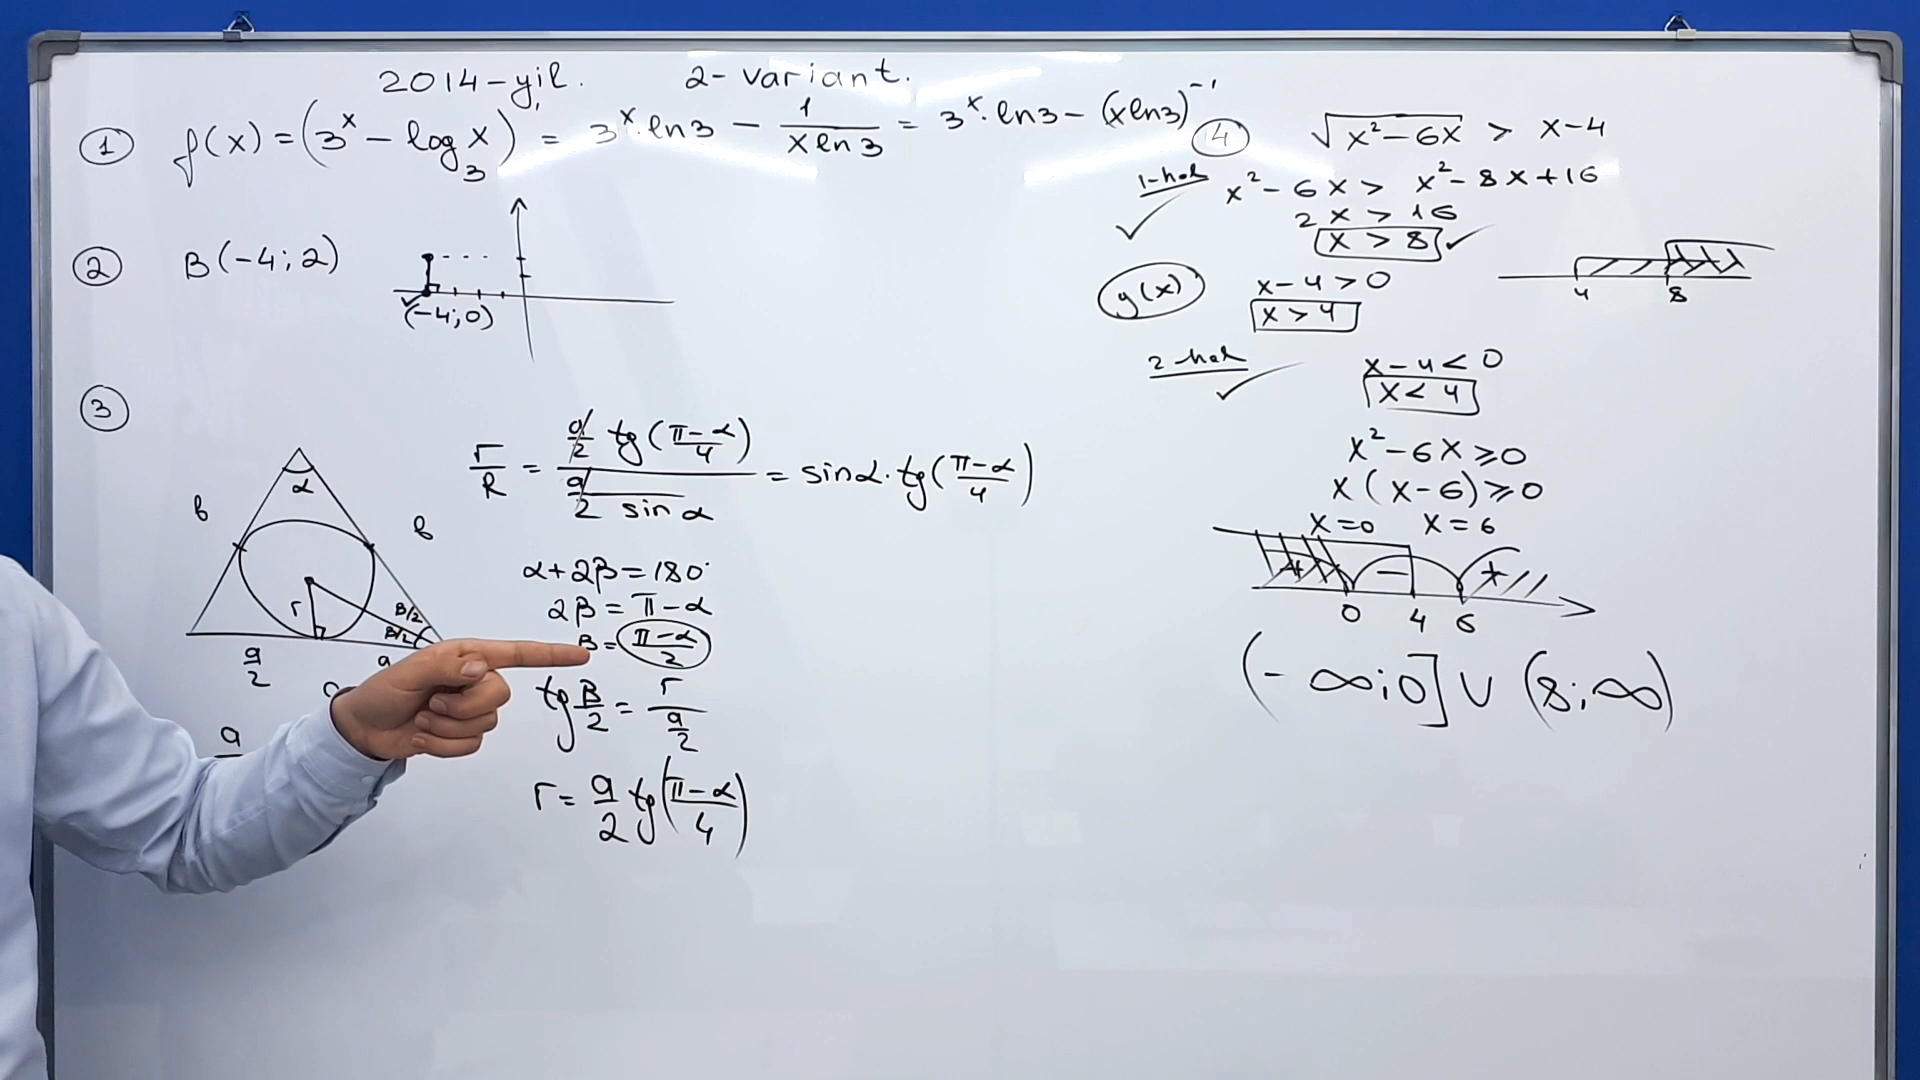 2014-yil. 2-variant.
① f(x) = (3^x − log_3 x)' = 3^x · ln3 − 1/(x ln3) = 3^x · ln3 − (x ln3)^-1
② B(-4; 2)
(-4; 0)
③
α
b b
r
B/2
B/2
a/2 a
a
r/R = (a/2 tg((π-α)/4)) / (a/(2 sin α)) = sinα · tg((π-α)/4)
α+2β=180°
2β = π-α
β = (π-α)/2
tg β/2 = r/(a/2)
r = a/2 tg((π-α)/4)
④ √(x²-6x) > x-4
1-hol x² - 6x > x² - 8x + 16
2x > 16
x > 8
g(x) x-4 > 0
x > 4
4 8
2-hol x-4 < 0
x < 4
x² - 6x ≥ 0
x(x-6) ≥ 0
x=0 x=6
+ − +
0 4 6
(-∞; 0] ∪ (8; ∞)